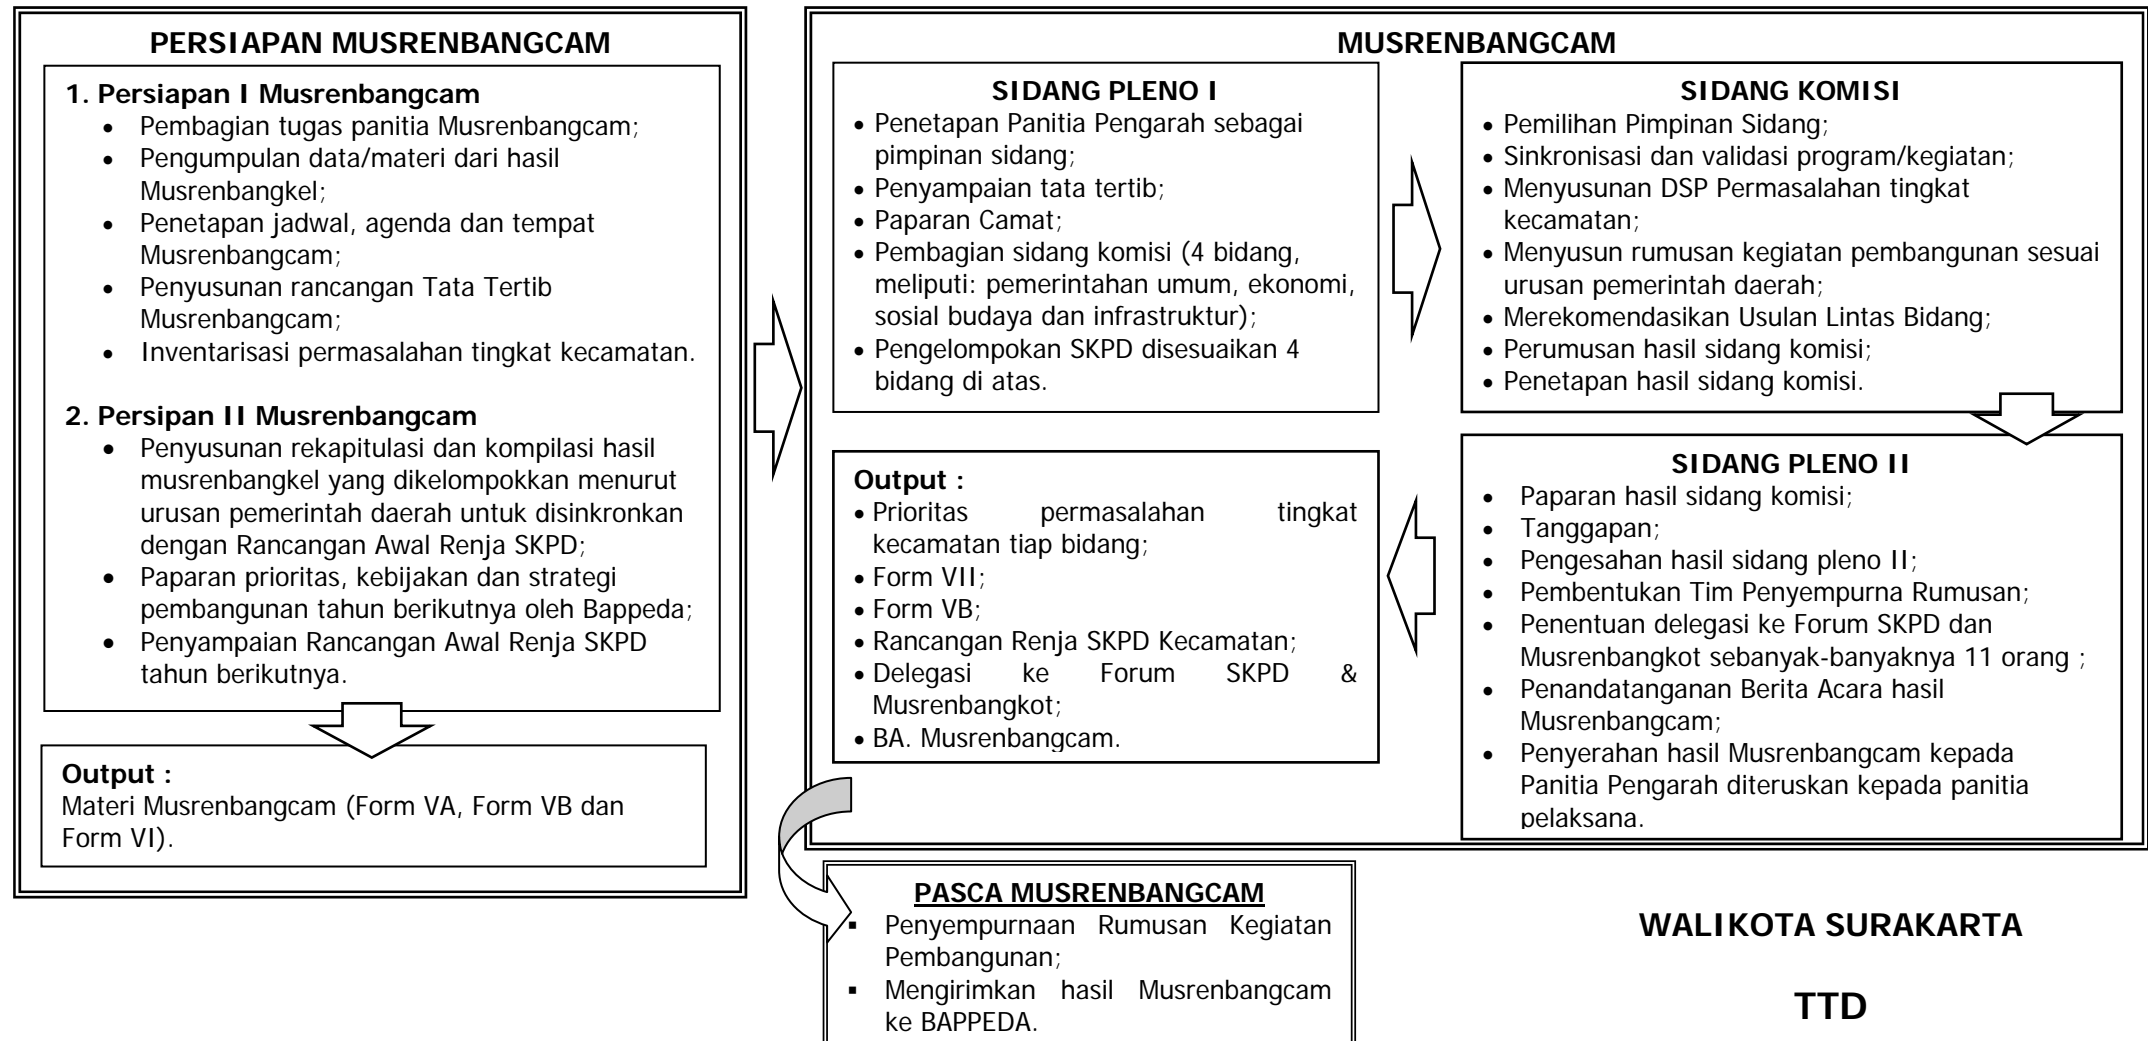 PERSIAPAN MUSRENBANGCAM
1. Persiapan I Musrenbangcam
• Pembagian tugas panitia Musrenbangcam;
• Pengumpulan data/materi dari hasil
Musrenbangkel;
• Penetapan jadwal, agenda dan tempat
Musrenbangcam;
• Penyusunan rancangan Tata Tertib
Musrenbangcam;
• Inventarisasi permasalahan tingkat kecamatan.
2. Persipan II Musrenbangcam
• Penyusunan rekapitulasi dan kompilasi hasil
musrenbangkel yang dikelompokkan menurut
urusan pemerintah daerah untuk disinkronkan
dengan Rancangan Awal Renja SKPD;
• Paparan prioritas, kebijakan dan strategi
pembangunan tahun berikutnya oleh Bappeda;
• Penyampaian Rancangan Awal Renja SKPD
tahun berikutnya.
Output :
Materi Musrenbangcam (Form VA, Form VB dan
Form VI).
MUSRENBANGCAM
SIDANG PLENO I
• Penetapan Panitia Pengarah sebagai
pimpinan sidang;
• Penyampaian tata tertib;
• Paparan Camat;
• Pembagian sidang komisi (4 bidang,
meliputi: pemerintahan umum, ekonomi,
sosial budaya dan infrastruktur);
• Pengelompokan SKPD disesuaikan 4
bidang di atas.
SIDANG KOMISI
• Pemilihan Pimpinan Sidang;
• Sinkronisasi dan validasi program/kegiatan;
• Menyusunan DSP Permasalahan tingkat
kecamatan;
• Menyusun rumusan kegiatan pembangunan sesuai
urusan pemerintah daerah;
• Merekomendasikan Usulan Lintas Bidang;
• Perumusan hasil sidang komisi;
• Penetapan hasil sidang komisi.
SIDANG PLENO II
• Paparan hasil sidang komisi;
• Tanggapan;
• Pengesahan hasil sidang pleno II;
• Pembentukan Tim Penyempurna Rumusan;
• Penentuan delegasi ke Forum SKPD dan
Musrenbangkot sebanyak-banyaknya 11 orang ;
• Penandatanganan Berita Acara hasil
Musrenbangcam;
• Penyerahan hasil Musrenbangcam kepada
Panitia Pengarah diteruskan kepada panitia
pelaksana.
Output :
• Prioritas permasalahan tingkat
kecamatan tiap bidang;
• Form VII;
• Form VB;
• Rancangan Renja SKPD Kecamatan;
• Delegasi ke Forum SKPD &
Musrenbangkot;
• BA. Musrenbangcam.
PASCA MUSRENBANGCAM
▪ Penyempurnaan Rumusan Kegiatan
Pembangunan;
▪ Mengirimkan hasil Musrenbangcam
ke BAPPEDA.
WALIKOTA SURAKARTA
TTD